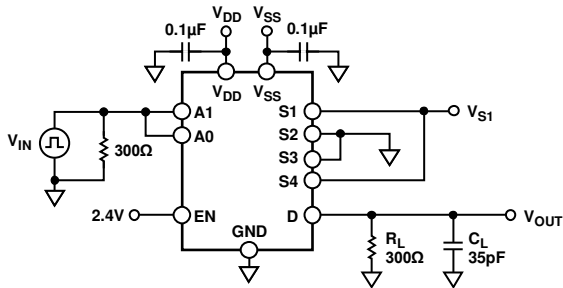 VDD VSS
0.1µF 0.1µF
VDD VSS
A1 S1 VS1
A0 S2
VIN 300Ω S3
S4
2.4V EN D VOUT
GND
RL
300Ω
CL
35pF